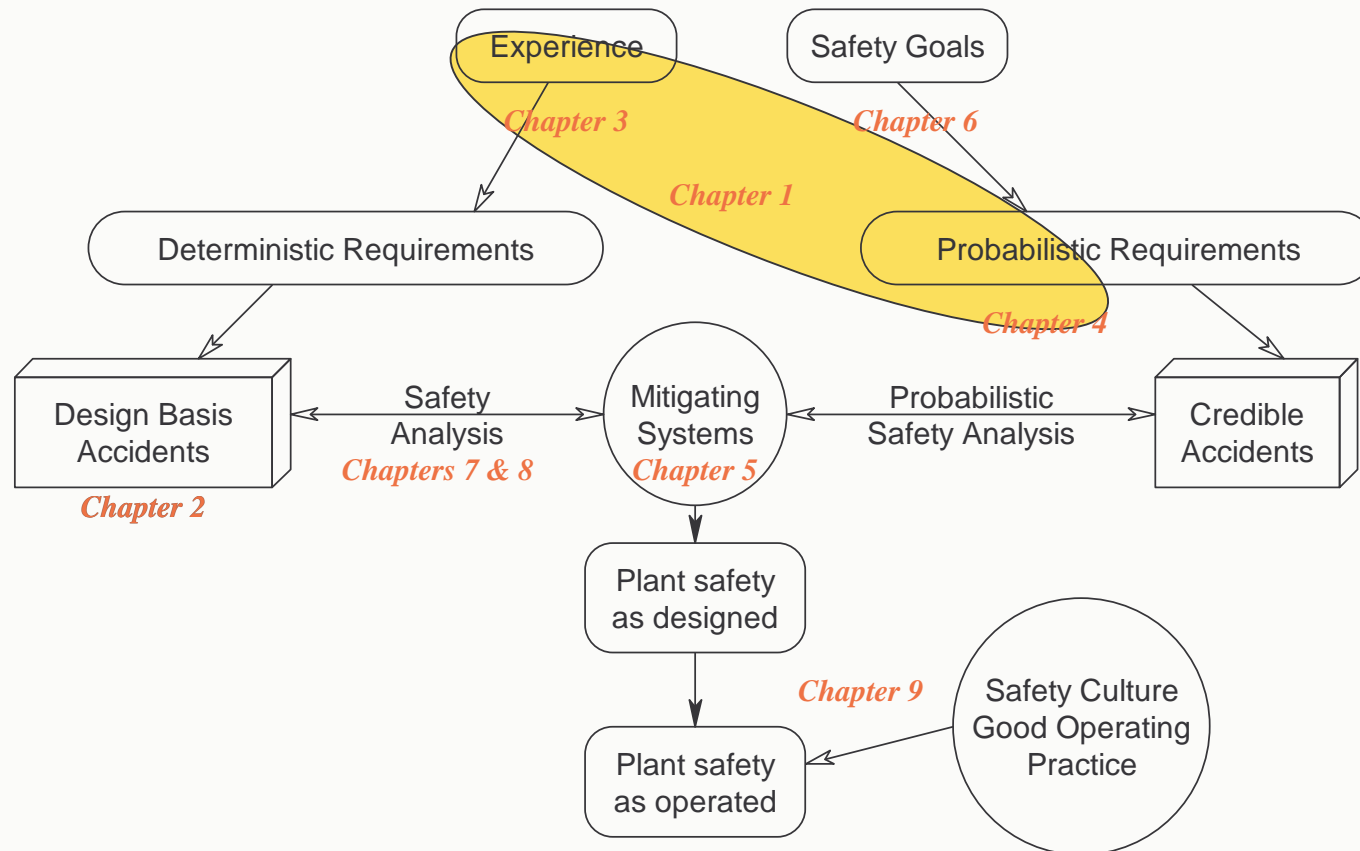 Experience
Safety Goals
Chapter 3
Chapter 6
Chapter 1
Deterministic Requirements
Probabilistic Requirements
Chapter 4
Design Basis
Accidents
Chapter 2
Safety
Analysis
Chapters 7 & 8
Mitigating
Systems
Chapter 5
Probabilistic
Safety Analysis
Credible
Accidents
Plant safety
as designed
Chapter 9
Safety Culture
Good Operating
Practice
Plant safety
as operated